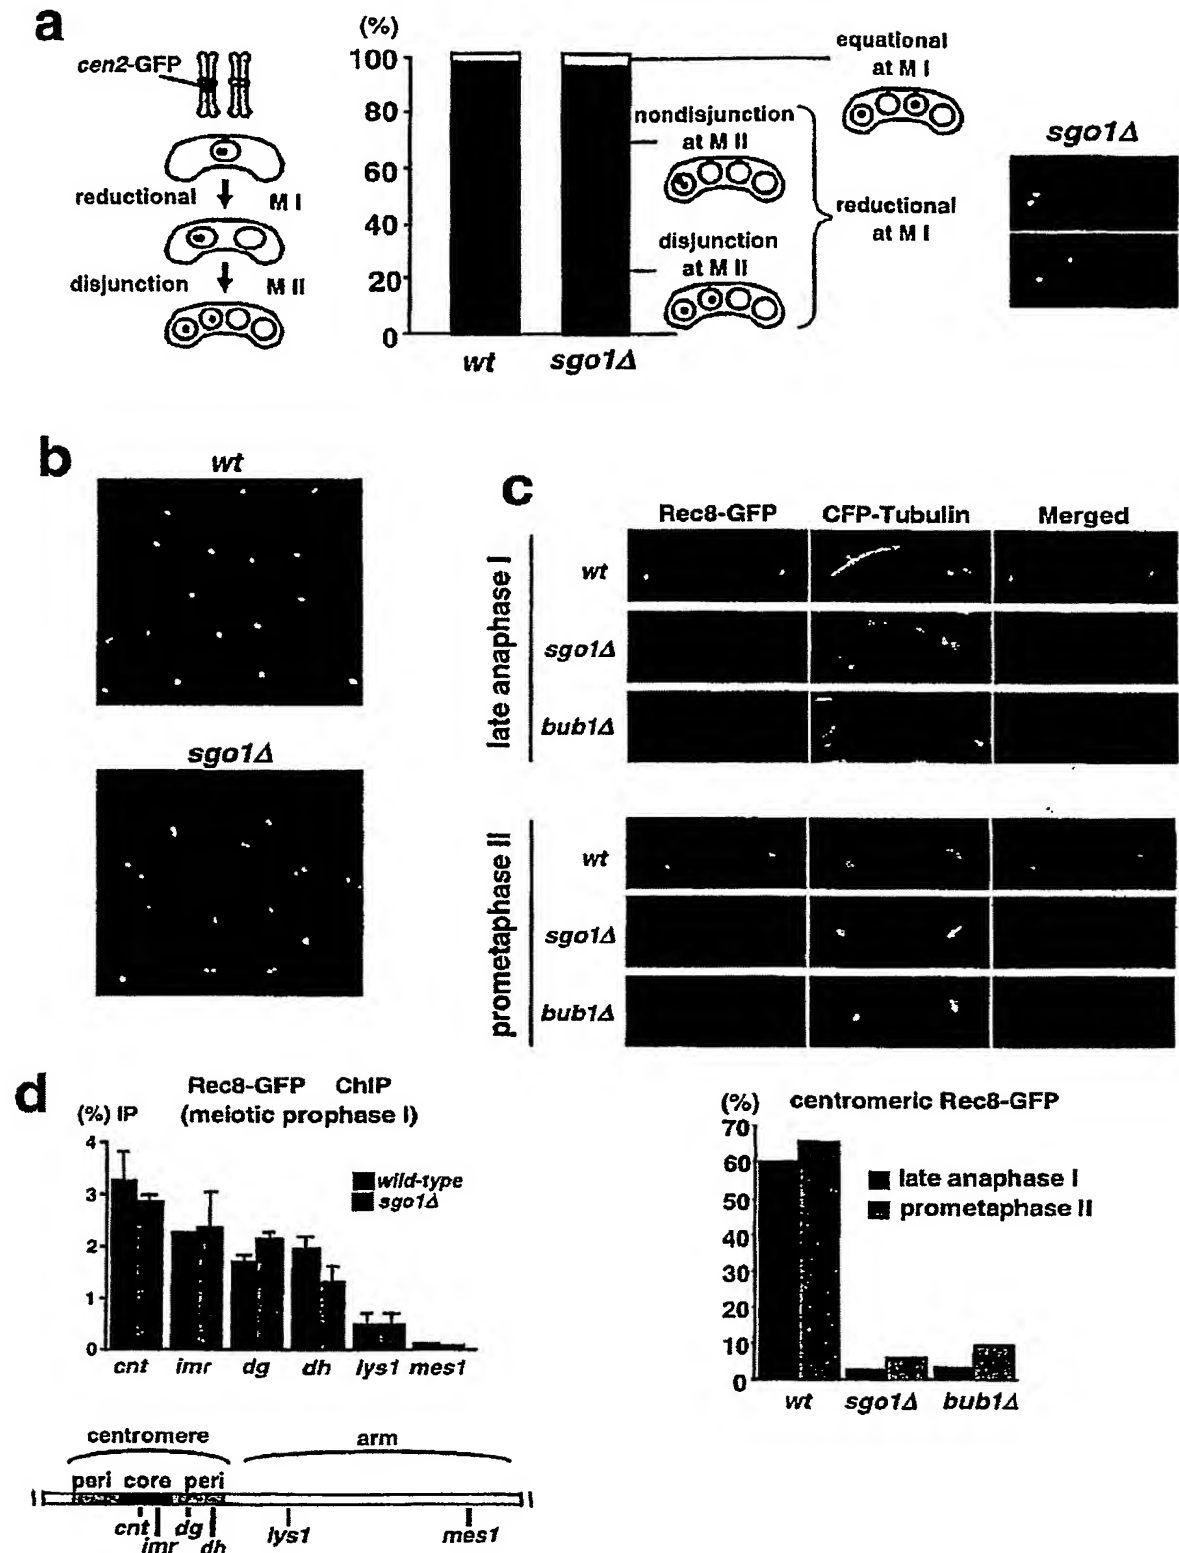 a
cen2-GFP
reductional
M I
disjunction
M II
(%)
100
80
60
40
20
0
wt
sgo1Δ
nondisjunction
at M II
disjunction
at M II
equational
at M I
reductional
at M I
sgo1Δ
b
wt
sgo1Δ
c
Rec8-GFP
CFP-Tubulin
Merged
late anaphase I
wt
sgo1Δ
bub1Δ
prometaphase II
wt
sgo1Δ
bub1Δ
(%)
centromeric Rec8-GFP
70
60
50
40
30
20
10
0
late anaphase I
prometaphase II
wt
sgo1Δ
bub1Δ
d
Rec8-GFP ChIP
(%) IP
(meiotic prophase I)
4
3
2
1
0
wild-type
sgo1Δ
cnt
imr
dg
dh
lys1
mes1
centromere
arm
peri core peri
cnt
imr
dg
dh
lys1
mes1